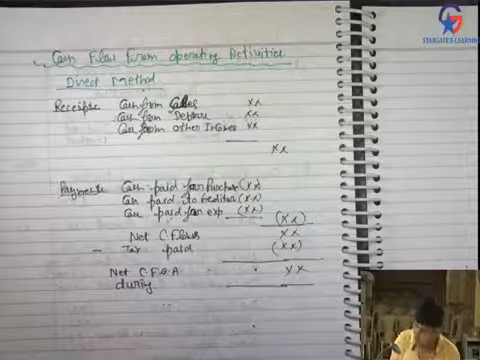 STARGATE E-LEARNING
Cash Flow From Operating Activities
Direct Method
Receipts Cash from Sales xx
Cash from Debtors xx
Cash from Other Incomes xx
xx
Payments Cash paid for Purchase (xx)
Cash paid to creditors (xx)
Cash paid for exp (xx) (xx)
Net C.Flows xx
- Tax paid (xx)
Net C.F.O.A xx
during